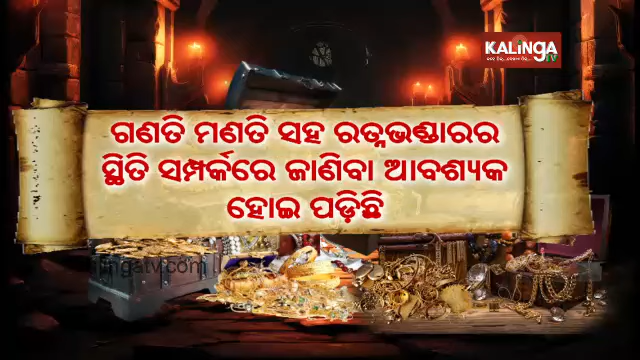 KALINGA
TV
ଗଣତି ମଣତି ସହ ରତ୍ନଭଣ୍ଡାରର
ସ୍ଥିତି ସମ୍ପର୍କରେ ଜାଣିବା ଆବଶ୍ୟକ
ହୋଇ ପଡ଼ିଛି